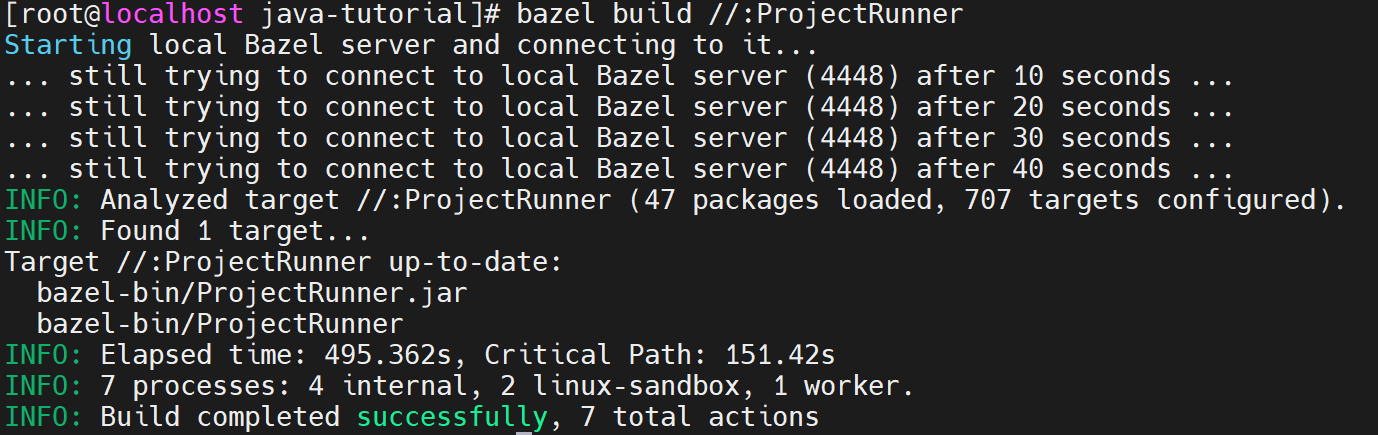 [root@localhost java-tutorial]# bazel build //:ProjectRunner
Starting local Bazel server and connecting to it...
... still trying to connect to local Bazel server (4448) after 10 seconds ...
... still trying to connect to local Bazel server (4448) after 20 seconds ...
... still trying to connect to local Bazel server (4448) after 30 seconds ...
... still trying to connect to local Bazel server (4448) after 40 seconds ...
INFO: Analyzed target //:ProjectRunner (47 packages loaded, 707 targets configured).
INFO: Found 1 target...
Target //:ProjectRunner up-to-date:
  bazel-bin/ProjectRunner.jar
  bazel-bin/ProjectRunner
INFO: Elapsed time: 495.362s, Critical Path: 151.42s
INFO: 7 processes: 4 internal, 2 linux-sandbox, 1 worker.
INFO: Build completed successfully, 7 total actions